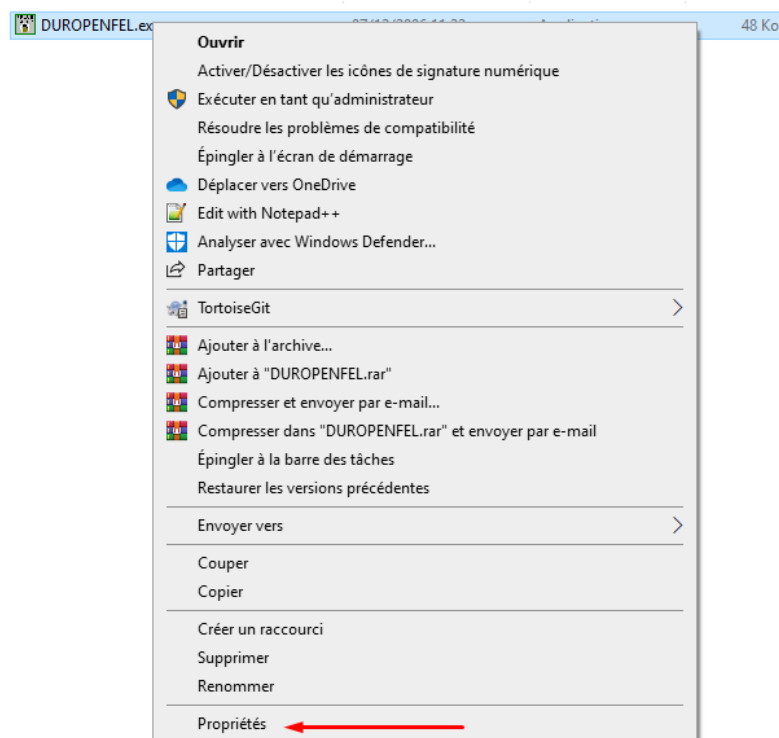 DUROPENFEL.ex
48 Ko
Ouvrir
Activer/Désactiver les icônes de signature numérique
Exécuter en tant qu'administrateur
Résoudre les problèmes de compatibilité
Épingler à l'écran de démarrage
Déplacer vers OneDrive
Edit with Notepad++
Analyser avec Windows Defender...
Partager
TortoiseGit
Ajouter à l'archive...
Ajouter à "DUROPENFEL.rar"
Compresser et envoyer par e-mail...
Compresser dans "DUROPENFEL.rar" et envoyer par e-mail
Épingler à la barre des tâches
Restaurer les versions précédentes
Envoyer vers
Couper
Copier
Créer un raccourci
Supprimer
Renommer
Propriétés